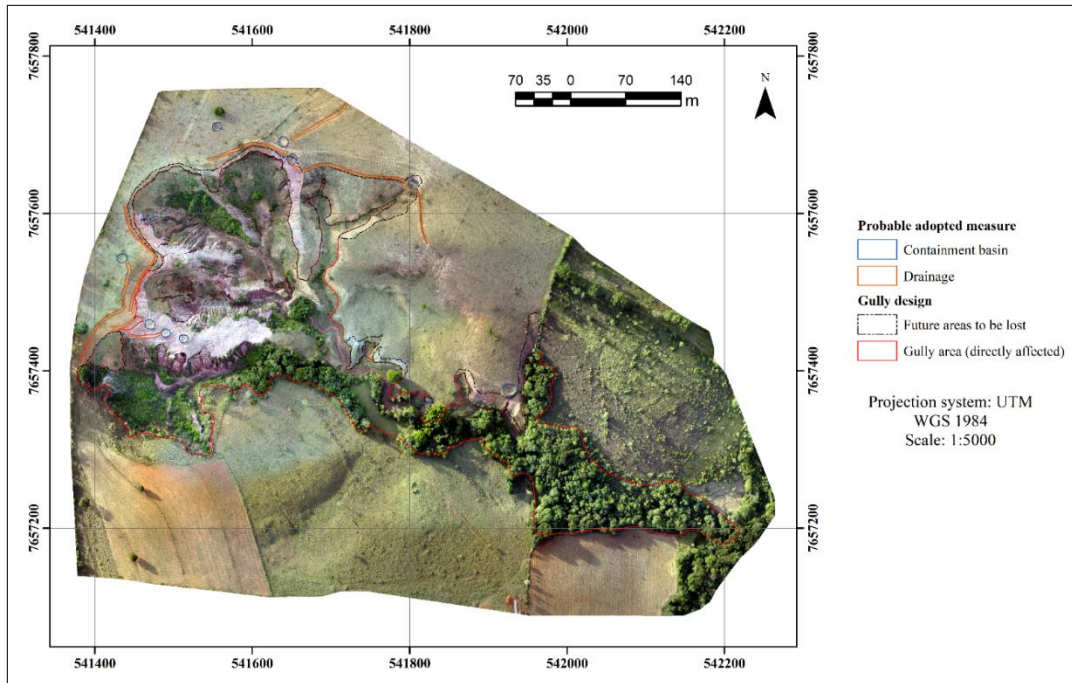 541400 541600 541800 542000 542200
7657800 7657800
70 35 0 70 140
m
N
7657600 7657600
Probable adopted measure
Containment basin
Drainage
Gully design
Future areas to be lost
Gully area (directly affected)
7657400 7657400
Projection system: UTM
WGS 1984
Scale: 1:5000
7657200 7657200
541400 541600 541800 542000 542200